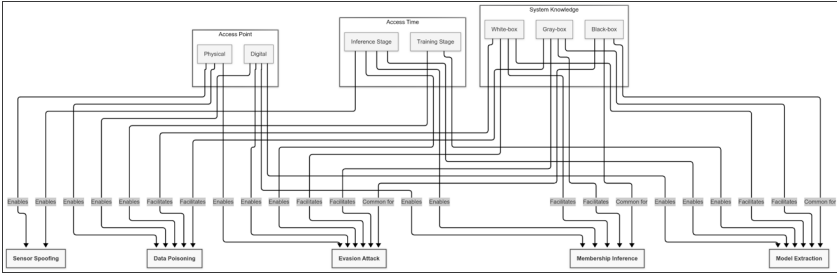 System Knowledge
Access Time
Access Point
White-box Gray-box Black-box
Inference Stage Training Stage
Physical Digital
Enables Enables Enables Enables Enables Facilitates Facilitates Enables Enables Enables Facilitates Facilitates Common for Enables Enables Facilitates Facilitates Common for Enables Enables Enables Facilitates Facilitates Common for
Sensor Spoofing Data Poisoning Evasion Attack Membership Inference Model Extraction